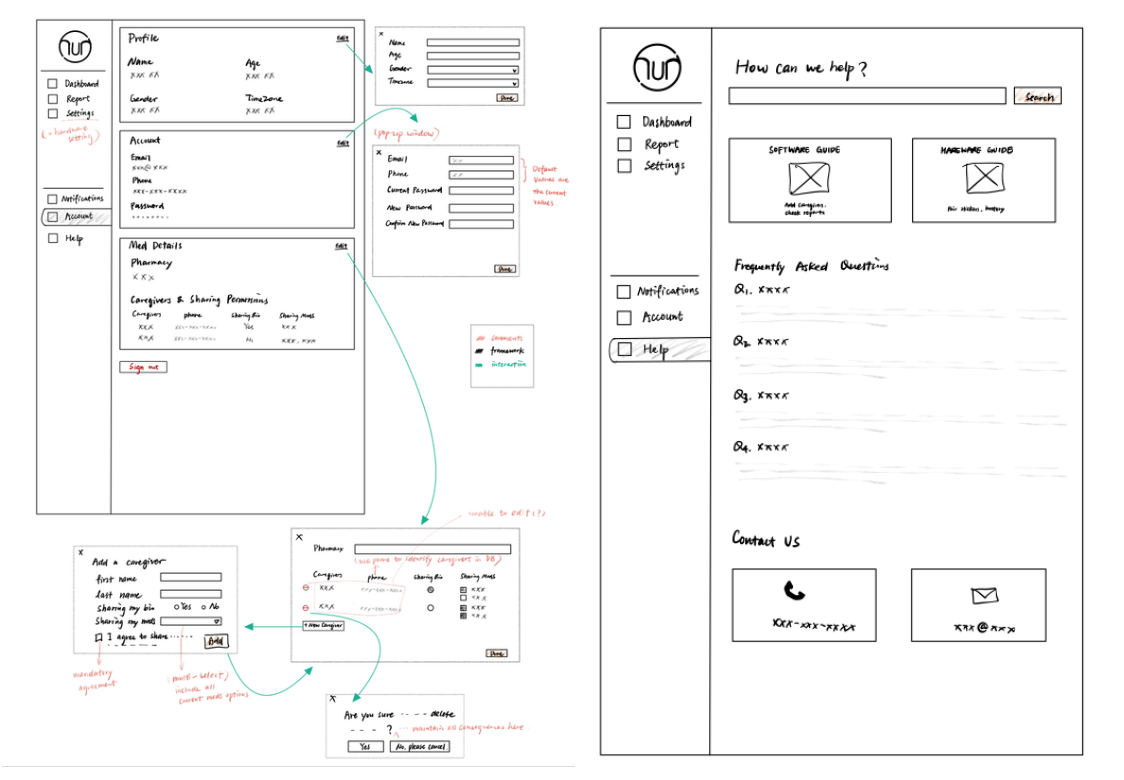 nur
Dashboard
Report
Settings
(+ hardware setting)
Notifications
Account
Help
Profile
Edit
Name Age
xxx xx xxx xx
Gender TimeZone
xxx xx xxx xx
Account
Edit
Email
xxx@xxx
Phone
xxx-xxx-xxxx
Password
Med Details
Edit
Pharmacy
xxx
Caregivers & Sharing Permissions
Caregivers phone Sharing Bio Sharing Meds
xxx xxx-xxx-xxxx Yes xxx
xxx xxx-xxx-xxxx No xxx, xxx
Sign out
x
Name
Age
Gender
Timezone
Done
(pop-up window)
x
Email xx
Phone xx
Current Password
New Password
Confirm New Password
Done
Default
values are
the current
values
comments
framework
interaction
unable to edit (?)
x
Pharmacy
(use phone to identify caregivers in DB)
Caregivers phone Sharing Bio Sharing Meds
xxx xxx-xxx-xxxx xxx
xxx
xxx xxx-xxx-xxxx xxx
xxx
+ New Caregiver
Done
x
Add a caregiver
first name
last name
Sharing my bio Yes No
Sharing my meds
I agree to share ......
Add
mandatory
agreement
(multi-select)
include all
current meds options
x
Are you sure -- -- delete
- - - ?
consequences here
Yes No, please cancel
nur
Dashboard
Report
Settings
Notifications
Account
Help
How can we help?
Search
SOFTWARE GUIDE
Add caregiver,
check reports
HARDWARE GUIDE
Frequently Asked Questions
Q1. xxxx
Q2. xxxx
Q3. xxxx
Q4. xxxx
Contact US
xxx-xxx-xxxx
xxx@xxx